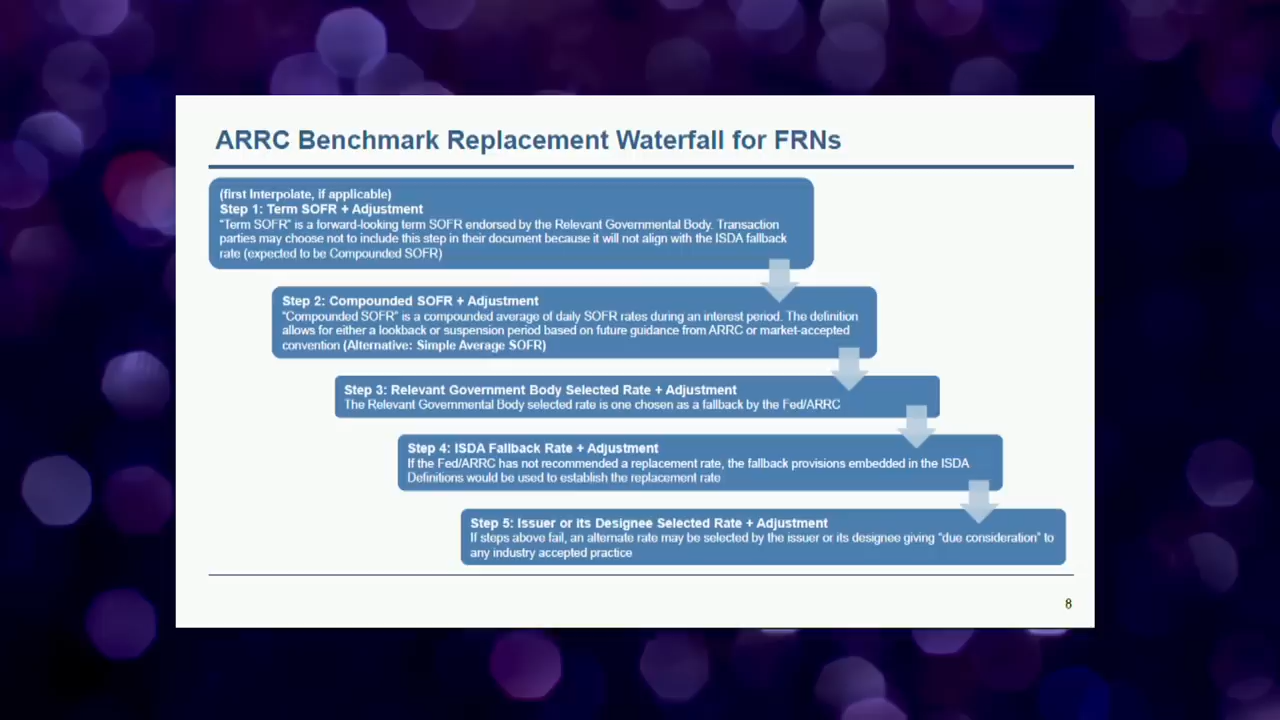 ARRC Benchmark Replacement Waterfall for FRNs
(first Interpolate, if applicable)
Step 1: Term SOFR + Adjustment
"Term SOFR" is a forward-looking term SOFR endorsed by the Relevant Governmental Body. Transaction
parties may choose not to include this step in their document because it will not align with the ISDA fallback
rate (expected to be Compounded SOFR)
Step 2: Compounded SOFR + Adjustment
"Compounded SOFR" is a compounded average of daily SOFR rates during an interest period. The definition
allows for either a lookback or suspension period based on future guidance from ARRC or market-accepted
convention (Alternative: Simple Average SOFR)
Step 3: Relevant Government Body Selected Rate + Adjustment
The Relevant Governmental Body selected rate is one chosen as a fallback by the Fed/ARRC
Step 4: ISDA Fallback Rate + Adjustment
If the Fed/ARRC has not recommended a replacement rate, the fallback provisions embedded in the ISDA
Definitions would be used to establish the replacement rate
Step 5: Issuer or its Designee Selected Rate + Adjustment
If steps above fail, an alternate rate may be selected by the issuer or its designee giving "due consideration" to
any industry accepted practice
8